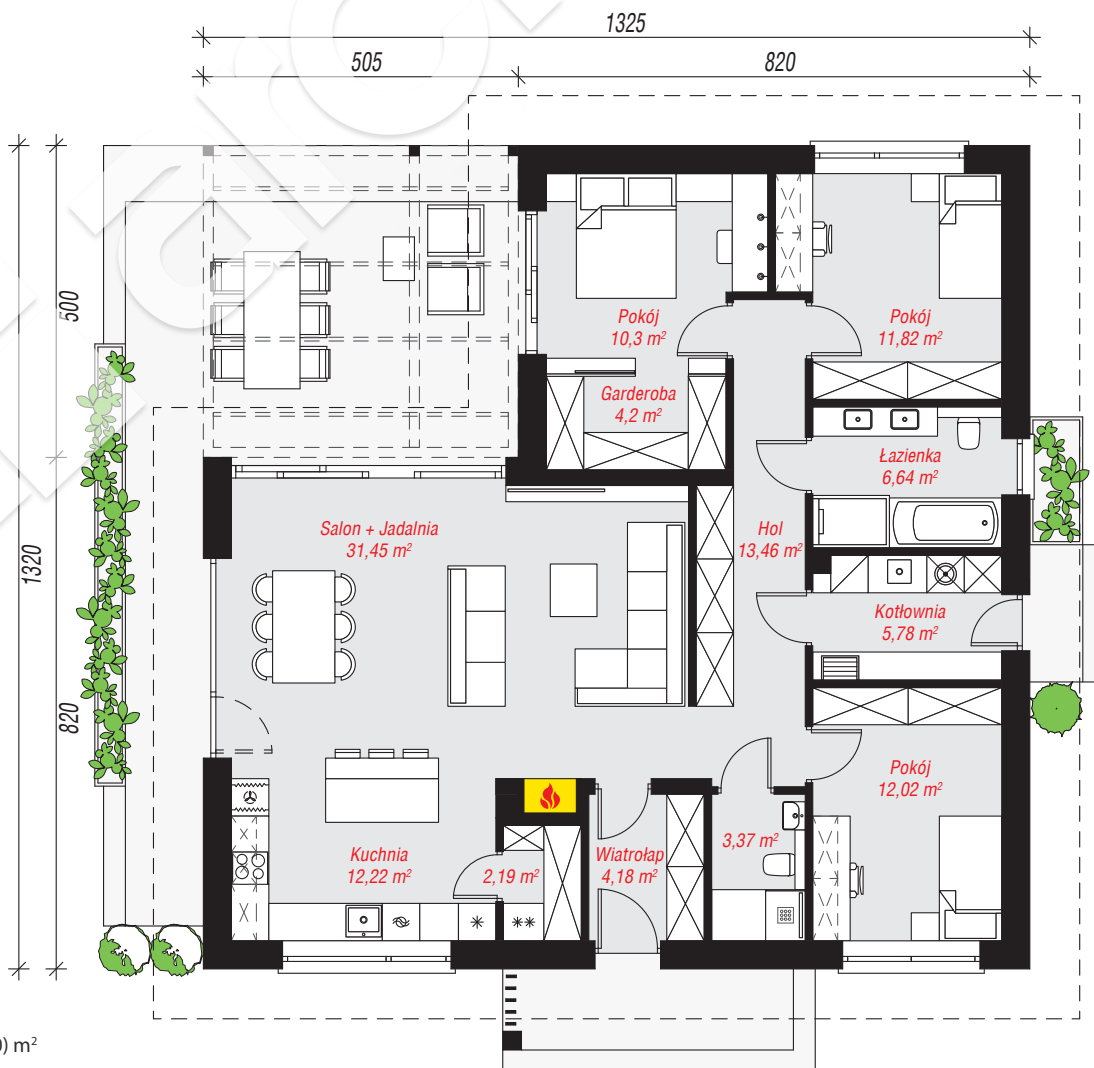 1325
505
820
500
1320
820
Pokój
10,3 m²
Pokój
11,82 m²
Garderoba
4,2 m²
Łazienka
6,64 m²
Salon + Jadalnia
31,45 m²
Hol
13,46 m²
Kotłownia
5,78 m²
Pokój
12,02 m²
Kuchnia
12,22 m²
2,19 m²
Wiatrołap
4,18 m²
3,37 m²
) m²